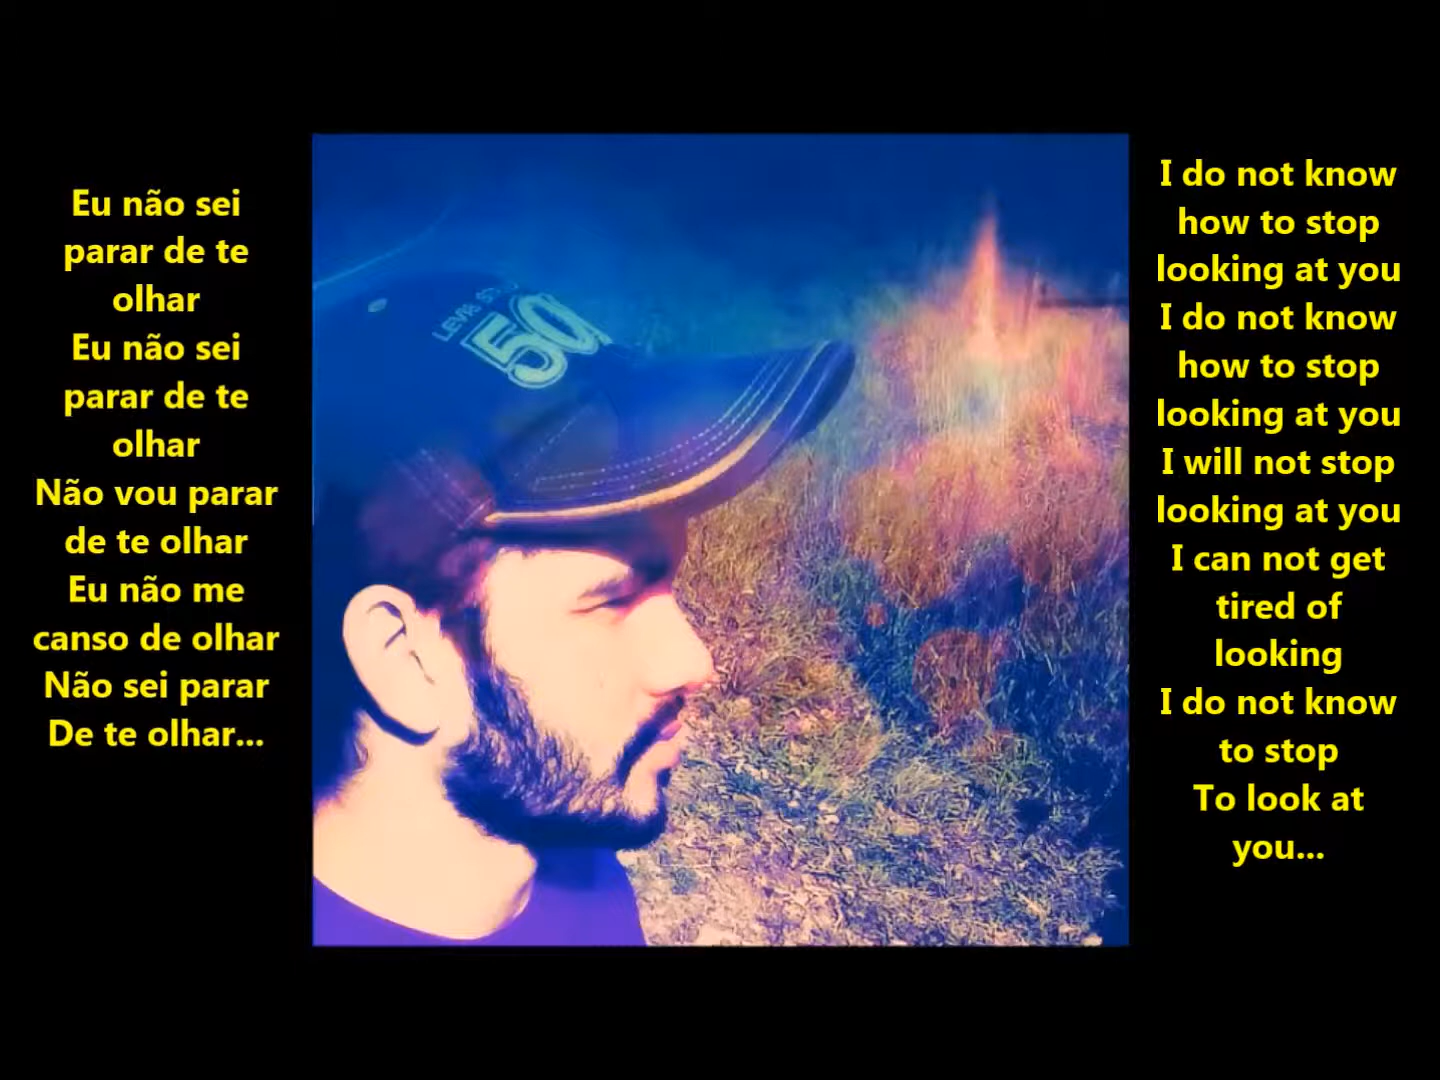 Eu não sei
parar de te
olhar
Eu não sei
parar de te
olhar
Não vou parar
de te olhar
Eu não me
canso de olhar
Não sei parar
De te olhar...
LEVIS
50
I do not know
how to stop
looking at you
I do not know
how to stop
looking at you
I will not stop
looking at you
I can not get
tired of
looking
I do not know
to stop
To look at
you...